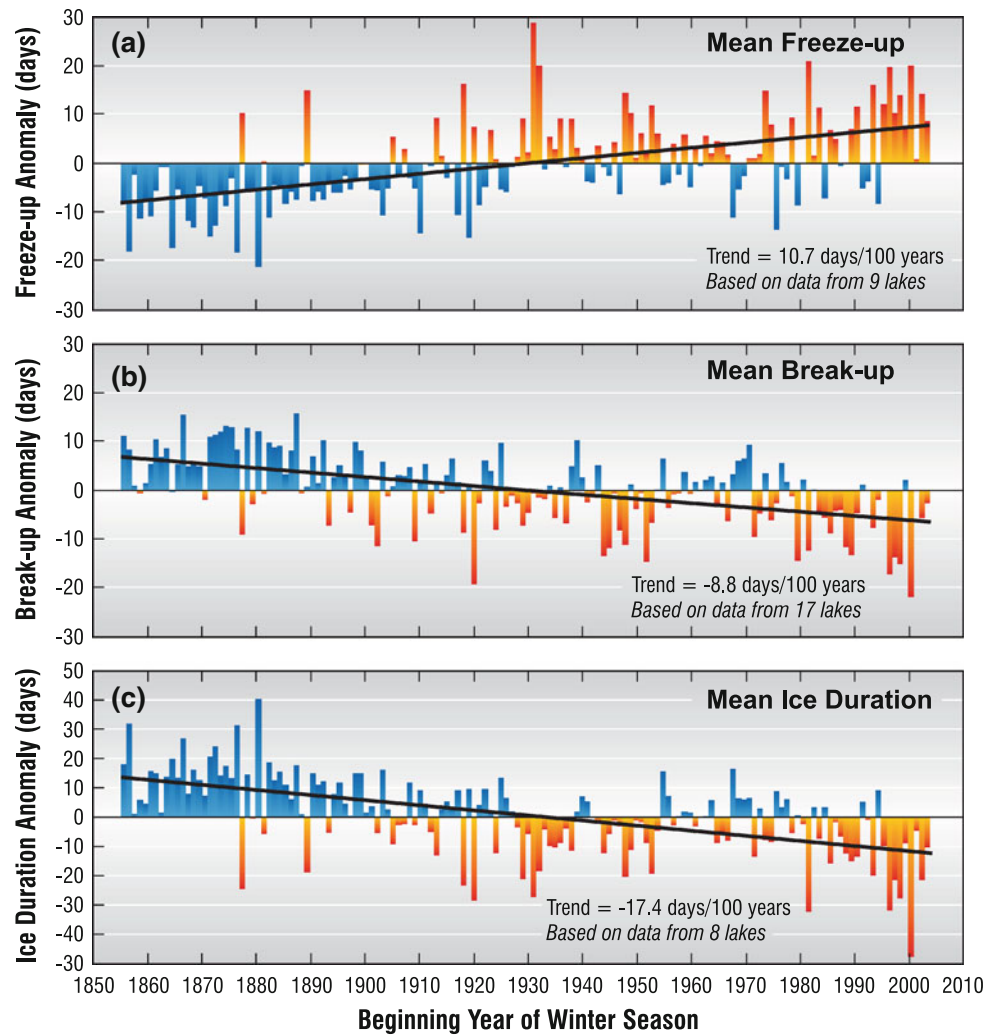 (a)
Mean Freeze-up
Freeze-up Anomaly (days)
30
20
10
0
-10
-20
-30
Trend = 10.7 days/100 years
Based on data from 9 lakes
(b)
Mean Break-up
Break-up Anomaly (days)
30
20
10
0
-10
-20
-30
Trend = -8.8 days/100 years
Based on data from 17 lakes
(c)
Mean Ice Duration
Ice Duration Anomaly (days)
50
40
30
20
10
0
-10
-20
-30
-40
-50
Trend = -17.4 days/100 years
Based on data from 8 lakes
1850 1860 1870 1880 1890 1900 1910 1920 1930 1940 1950 1960 1970 1980 1990 2000 2010
Beginning Year of Winter Season